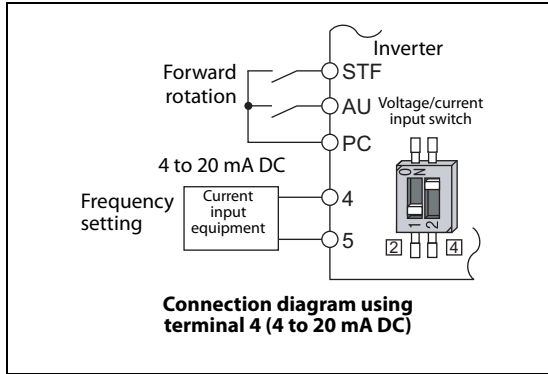 Inverter
Forward
rotation
STF
AU
PC
Voltage/current
input switch
4 to 20 mA DC
Frequency
setting
Current
input
equipment
4
5
ON
1 2
2
4
Connection diagram using
terminal 4 (4 to 20 mA DC)